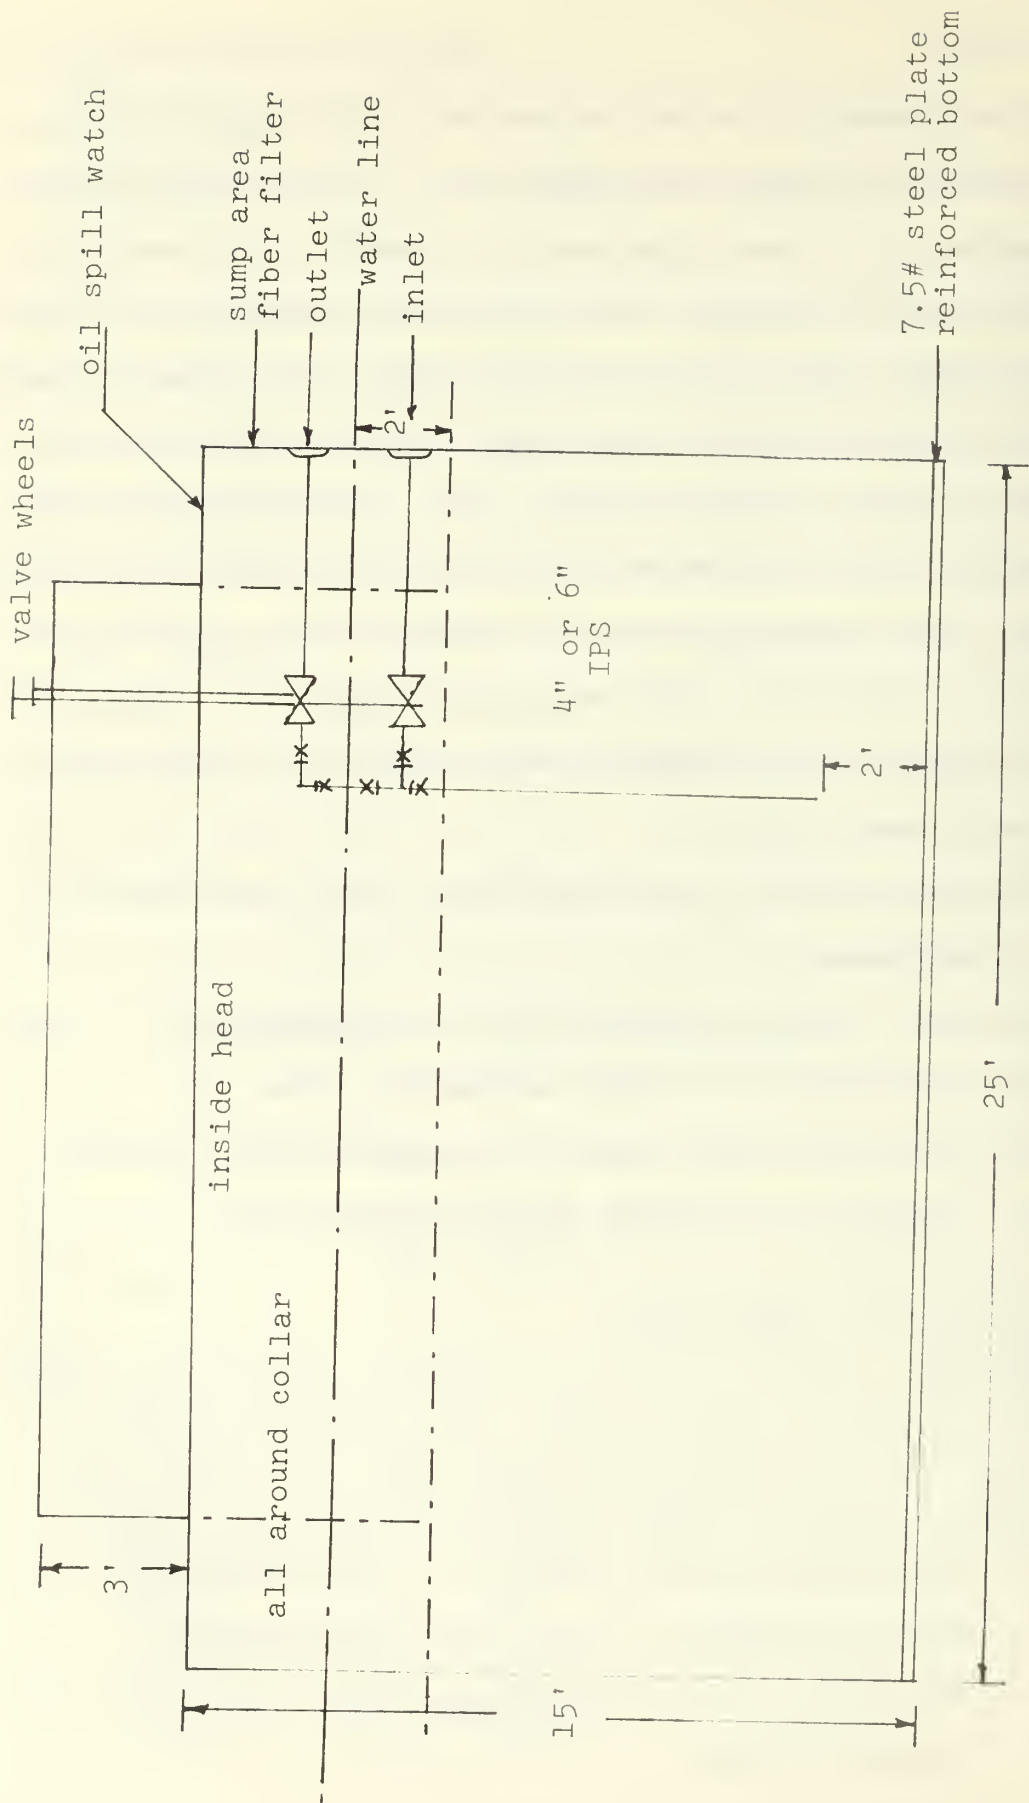 valve wheels
oil spill watch
sump area
fiber filter
outlet
water line
2'
inlet
3'
inside head
all around collar
4" or 6"
IPS
2'
15'
7.5# steel plate
reinforced bottom
25'